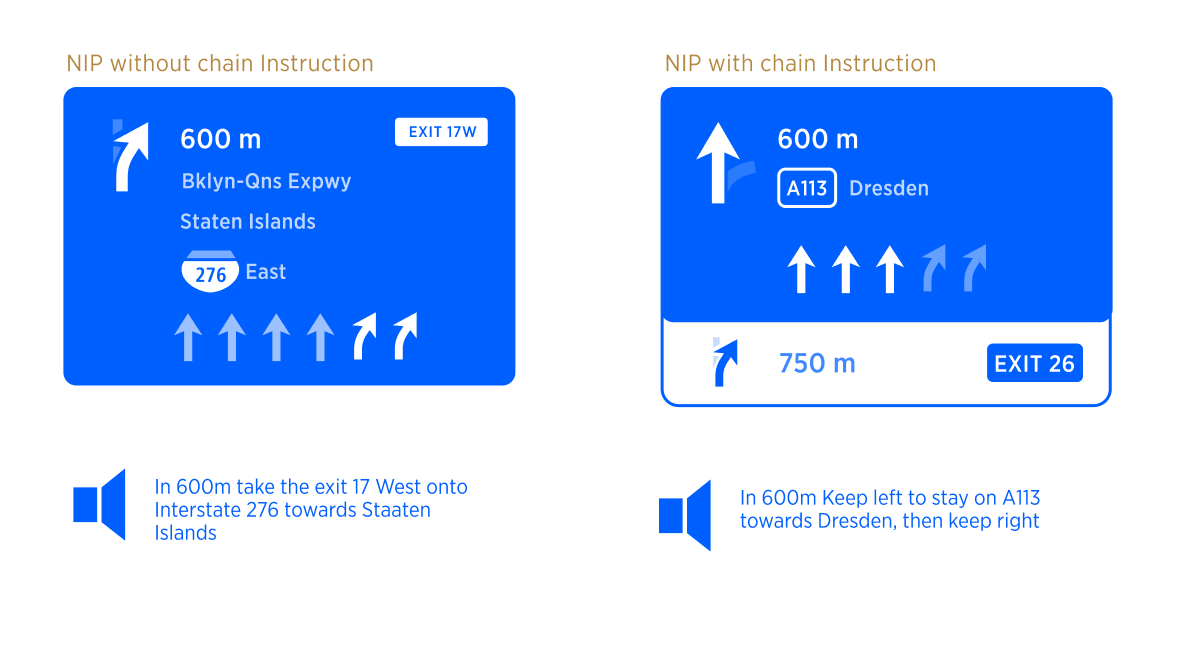 NIP without chain Instruction
600 m
EXIT 17W
Bklyn-Qns Expwy
Staten Islands
276 East
In 600m take the exit 17 West onto
Interstate 276 towards Staaten
Islands
NIP with chain Instruction
600 m
A113 Dresden
750 m
EXIT 26
In 600m Keep left to stay on A113
towards Dresden, then keep right